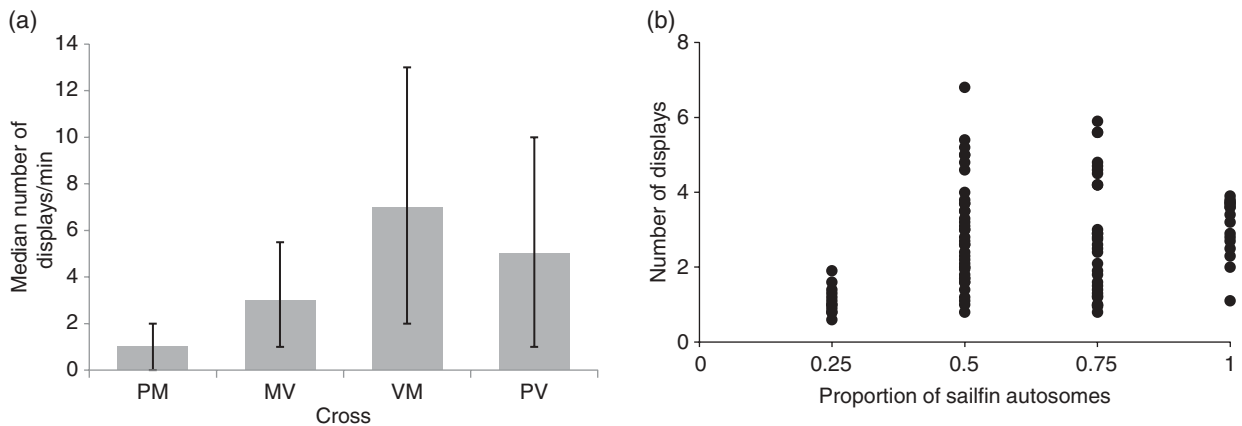 (a)
14
12
10
8
6
4
2
0
Median number of
displays/min
PM MV VM PV
Cross
(b)
8
6
4
2
0
Number of displays
0 0.25 0.5 0.75 1
Proportion of sailfin autosomes